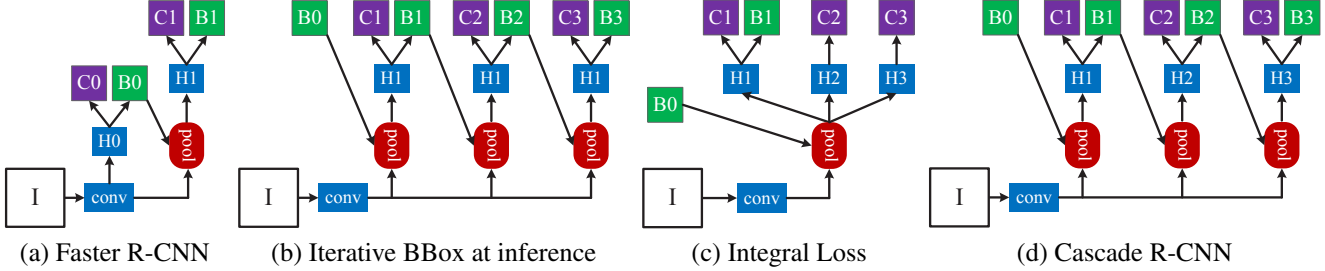 C1 B1 B0 C1 B1 C2 B2 C3 B3 C1 B1 C2 C3 B0 C1 B1 C2 B2 C3 B3
H1 H1 H1 H1 H1 H2 H3 H1 H2 H3
C0 B0 B0
H0 pool pool pool pool pool pool pool pool
I conv I conv I conv I conv
(a) Faster R-CNN (b) Iterative BBox at inference (c) Integral Loss (d) Cascade R-CNN